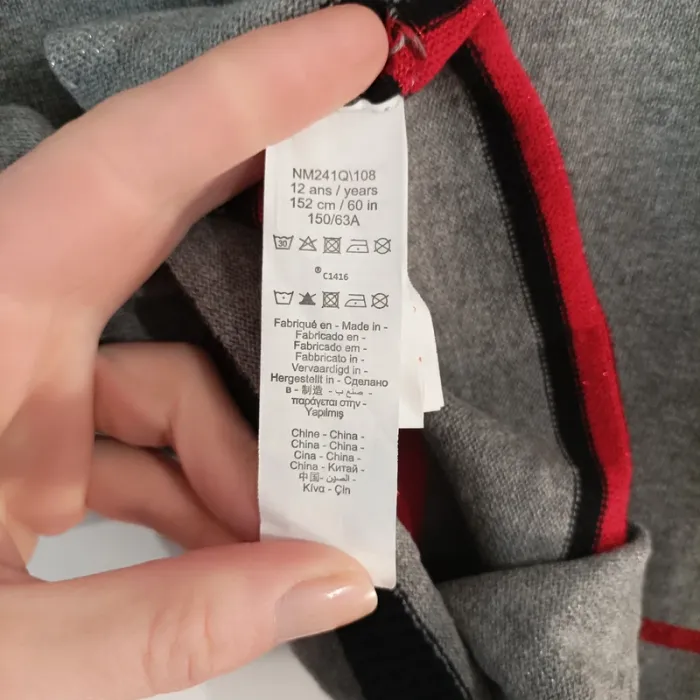 NM241Q\108
12 ans / years
152 cm / 60 in
150/63A
30
® C1416
Fabriqué en - Made in -
Fabricado en -
Fabricado em -
Fabbricato in -
Vervaardigd in -
Hergestellt in - Сделано
в - 制造 - صنع ب -
παράγεται στην -
Yapılmış
Chine - China -
China - China -
Cina - China -
China - Китай -
中国- الصين -
Κίνα - Çin